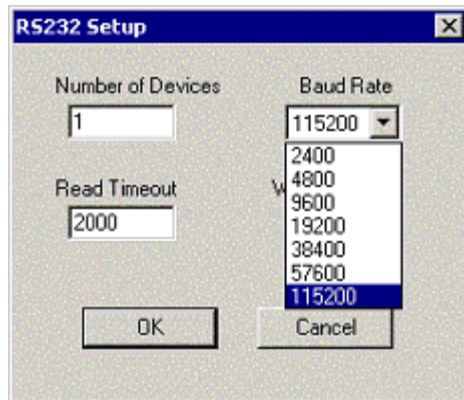 RS232 Setup
Number of Devices
1
Baud Rate
115200
2400
4800
9600
19200
38400
57600
115200
Read Timeout
2000
OK
Cancel